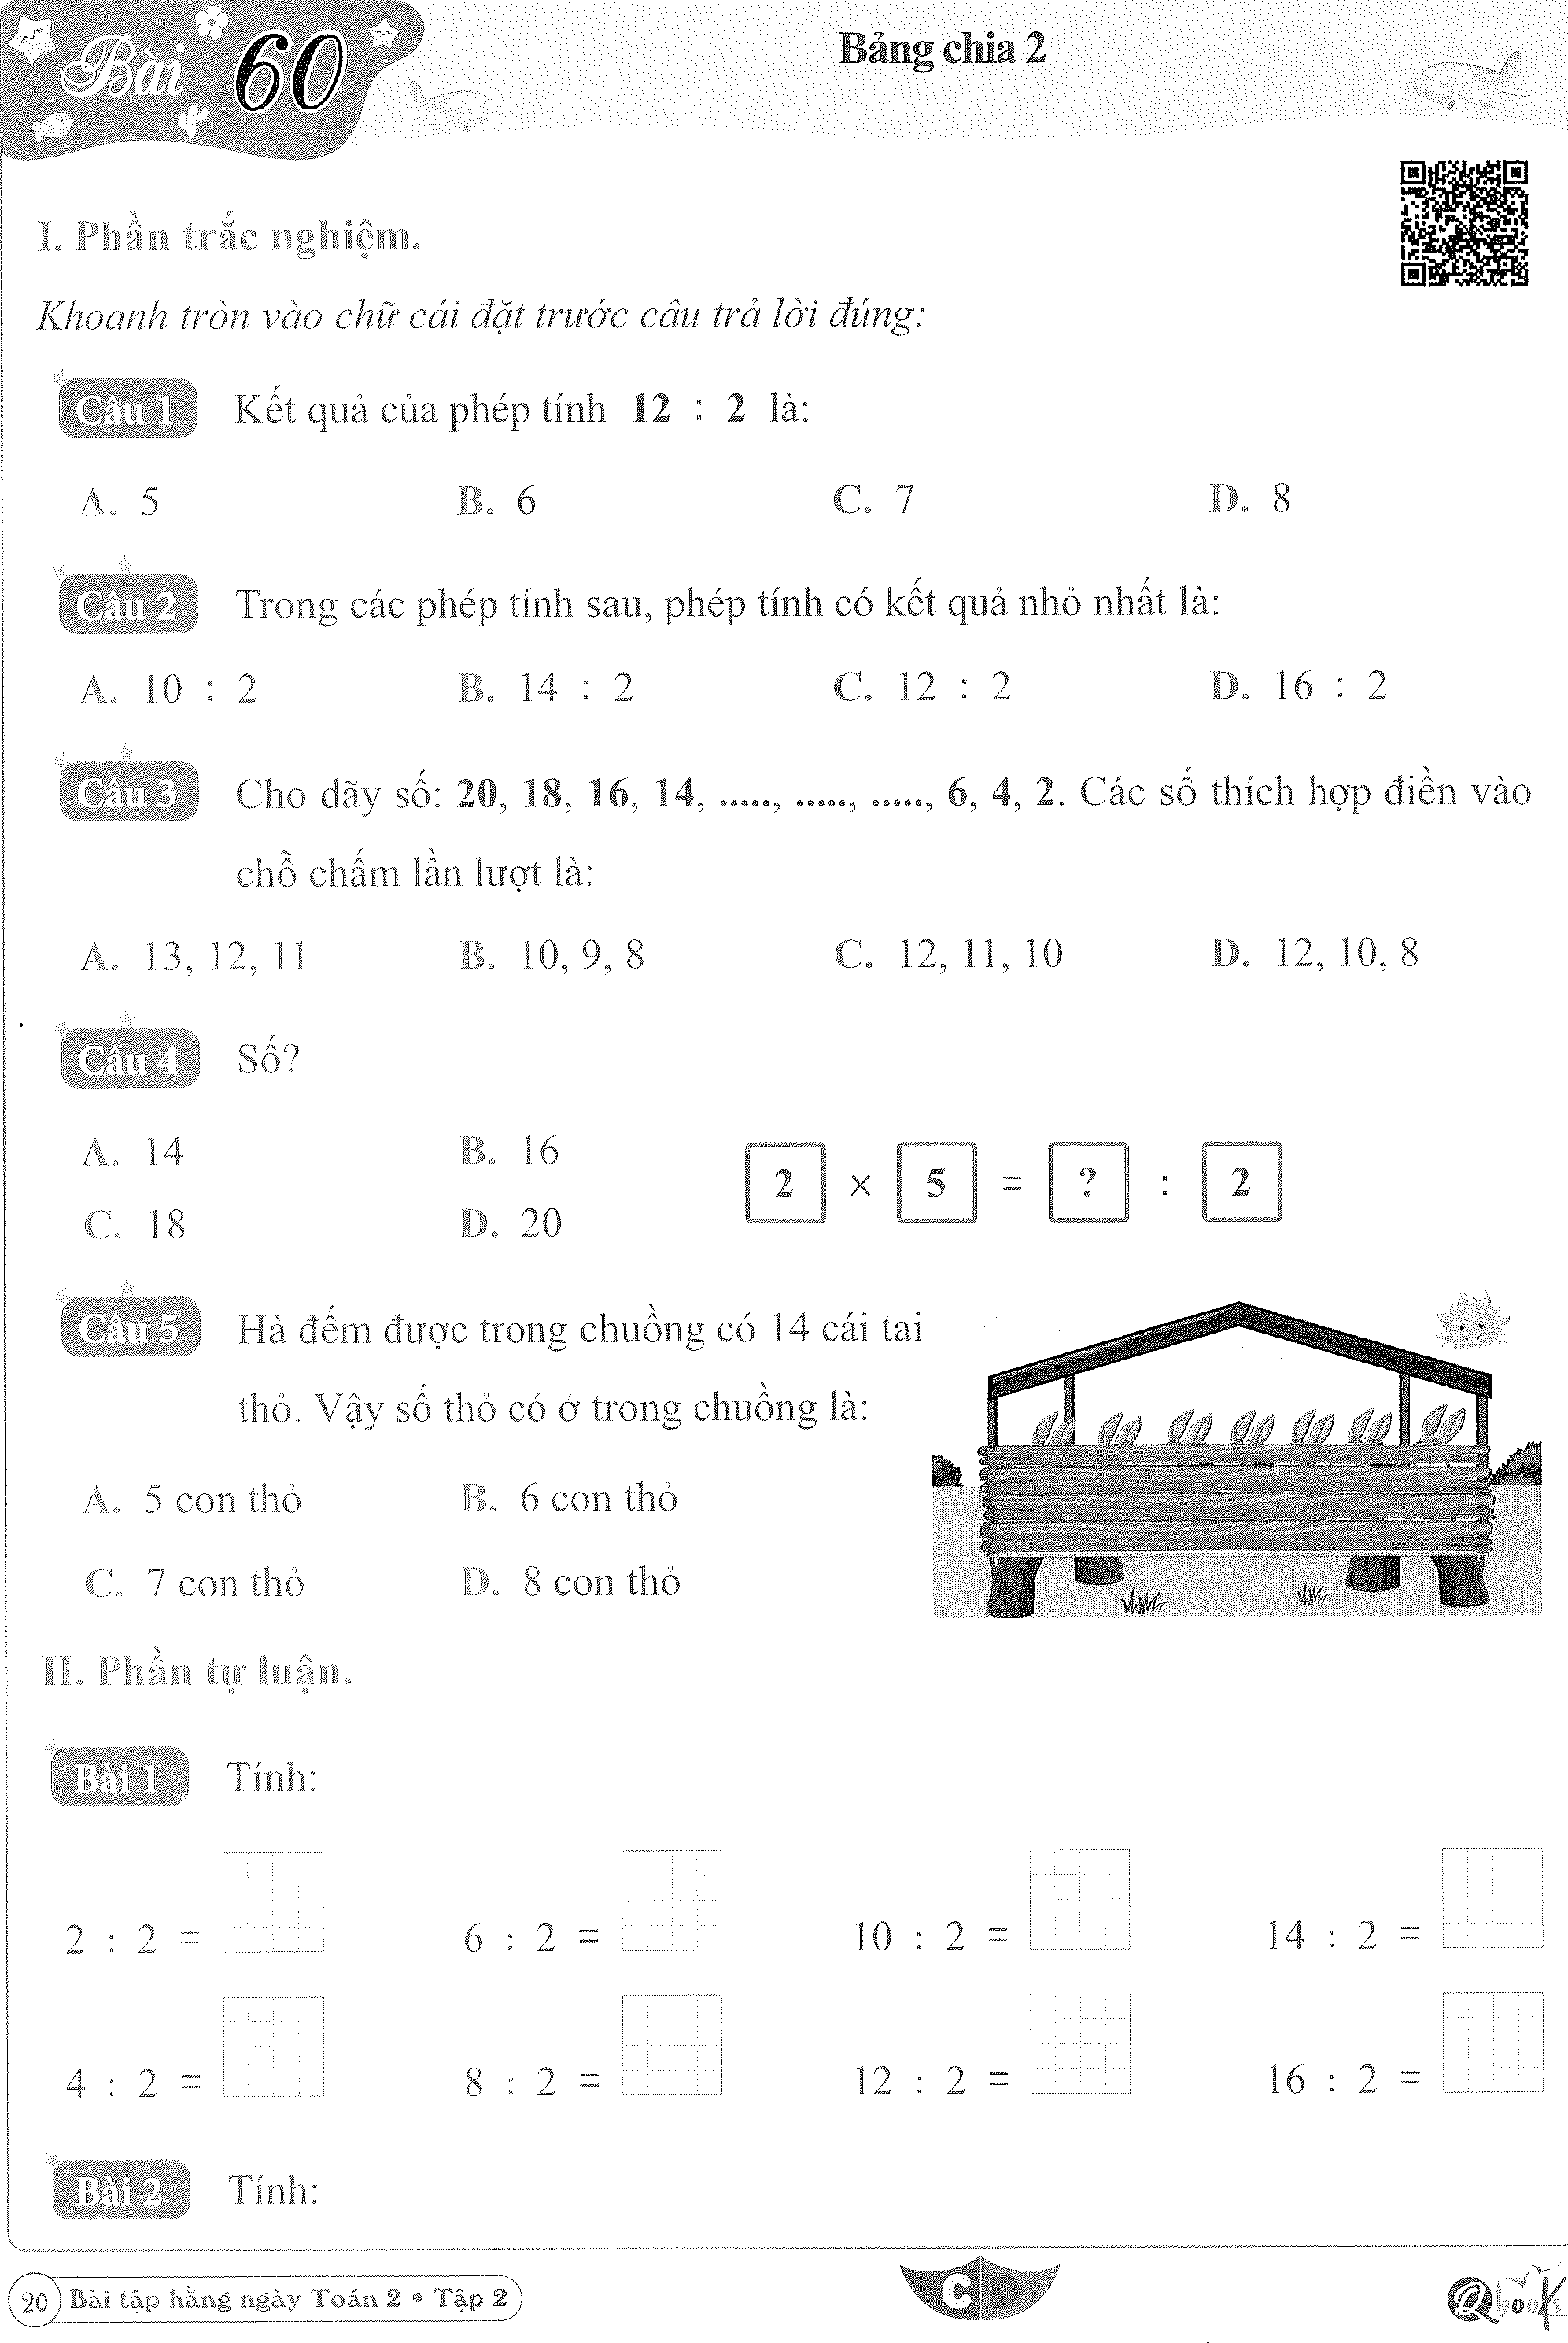 Bài 60
Bảng chia 2
I. Phần trắc nghiệm.
Khoanh tròn vào chữ cái đặt trước câu trả lời đúng:
Câu 1 Kết quả của phép tính 12 : 2 là:
A. 5 B. 6 C. 7 D. 8
Câu 2 Trong các phép tính sau, phép tính có kết quả nhỏ nhất là:
A. 10 : 2 B. 14 : 2 C. 12 : 2 D. 16 : 2
Câu 3 Cho dãy số: 20, 18, 16, 14, ....., ....., ....., 6, 4, 2. Các số thích hợp điền vào
chỗ chấm lần lượt là:
A. 13, 12, 11 B. 10, 9, 8 C. 12, 11, 10 D. 12, 10, 8
Câu 4 Số?
A. 14 B. 16
2 × 5 = ? : 2
C. 18 D. 20
Câu 5 Hà đếm được trong chuồng có 14 cái tai
thỏ. Vậy số thỏ có ở trong chuồng là:
A. 5 con thỏ B. 6 con thỏ
C. 7 con thỏ D. 8 con thỏ
II. Phần tự luận.
Bài 1 Tính:
2 : 2 = 6 : 2 = 10 : 2 = 14 : 2 =
4 : 2 = 8 : 2 = 12 : 2 = 16 : 2 =
Bài 2 Tính:
20 Bài tập hằng ngày Toán 2 • Tập 2
CD
Qbooks